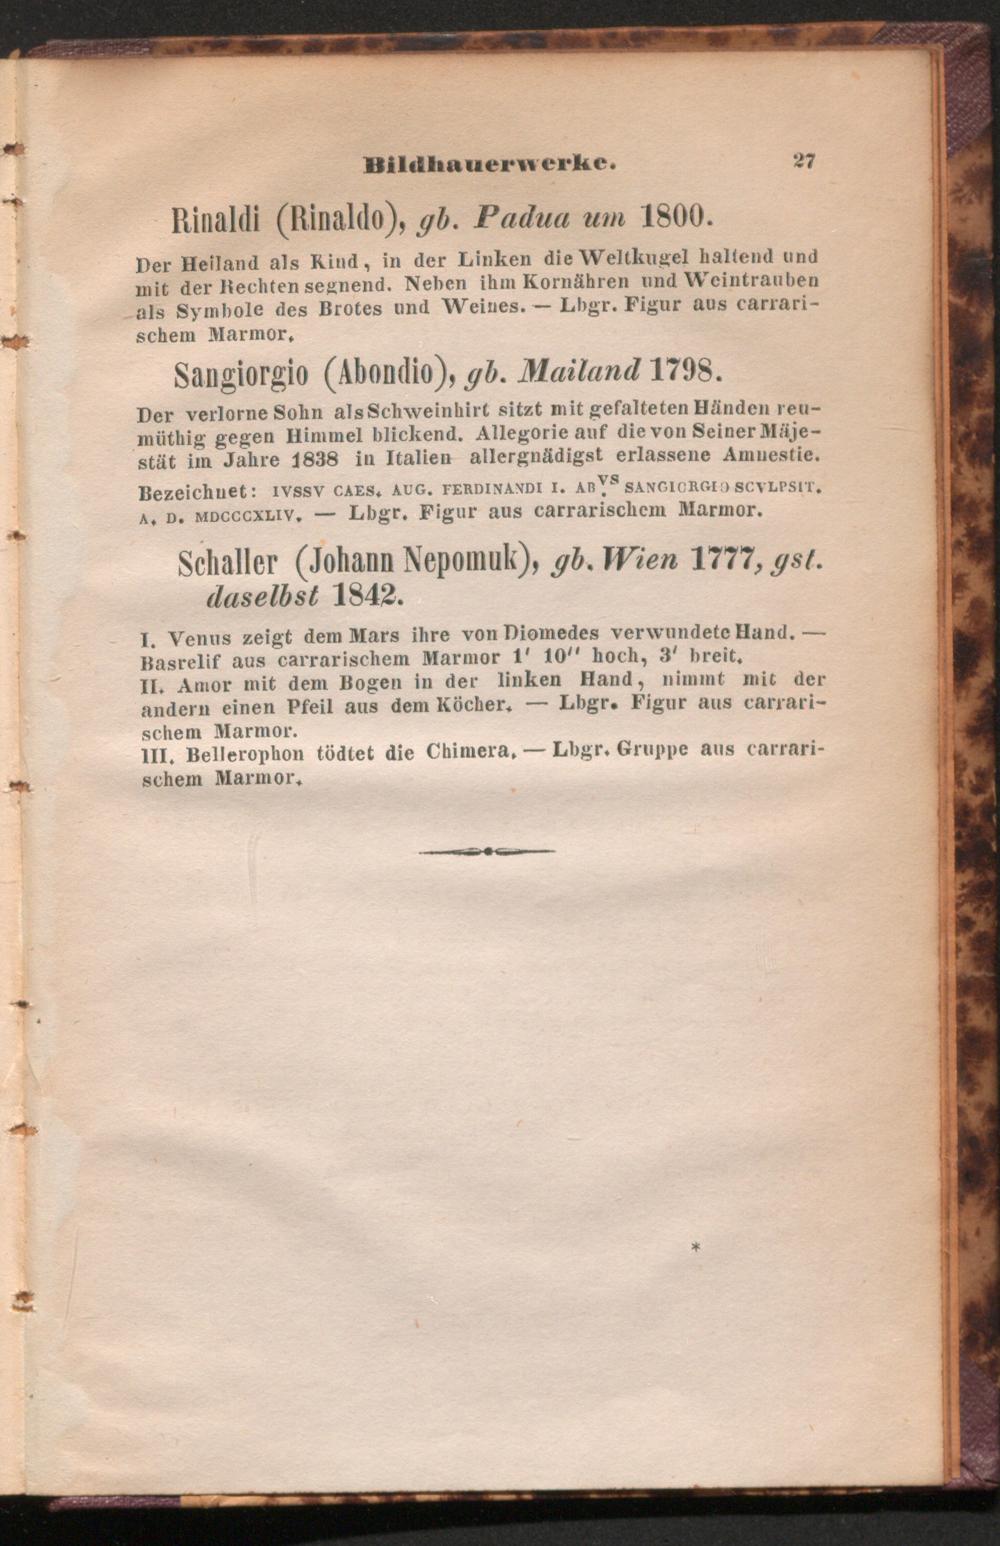 Bildhauerwerke. 27
Rinaldi (Rinaldo), gb. Padua um 1800.
Der Heiland als Kind, in der Linken die Weltkugel haltend und
mit der Rechten segnend. Neben ihm Kornähren und Weintrauben
als Symbole des Brotes und Weines. — Lbgr. Figur aus carrari-
schem Marmor.
Sangiorgio (Abondio), gb. Mailand 1798.
Der verlorne Sohn als Schweinhirt sitzt mit gefalteten Händen reu-
müthig gegen Himmel blickend. Allegorie auf die von Seiner Mäje-
stät im Jahre 1838 in Italien allergnädigst erlassene Amnestie.
Bezeichnet: IVSSV CAES. AUG. FERDINANDI I. AB.VS SANGIORGIO SCVLPSIT.
A. D. MDCCCXLIV. — Lbgr. Figur aus carrarischem Marmor.
Schaller (Johann Nepomuk), gb. Wien 1777, gst.
daselbst 1842.
I. Venus zeigt dem Mars ihre von Diomedes verwundete Hand. —
Basrelif aus carrarischem Marmor 1' 10'' hoch, 3' breit.
II. Amor mit dem Bogen in der linken Hand, nimmt mit der
andern einen Pfeil aus dem Köcher. — Lbgr. Figur aus carrari-
schem Marmor.
III. Bellerophon tödtet die Chimera. — Lbgr. Gruppe aus carrari-
schem Marmor.
*